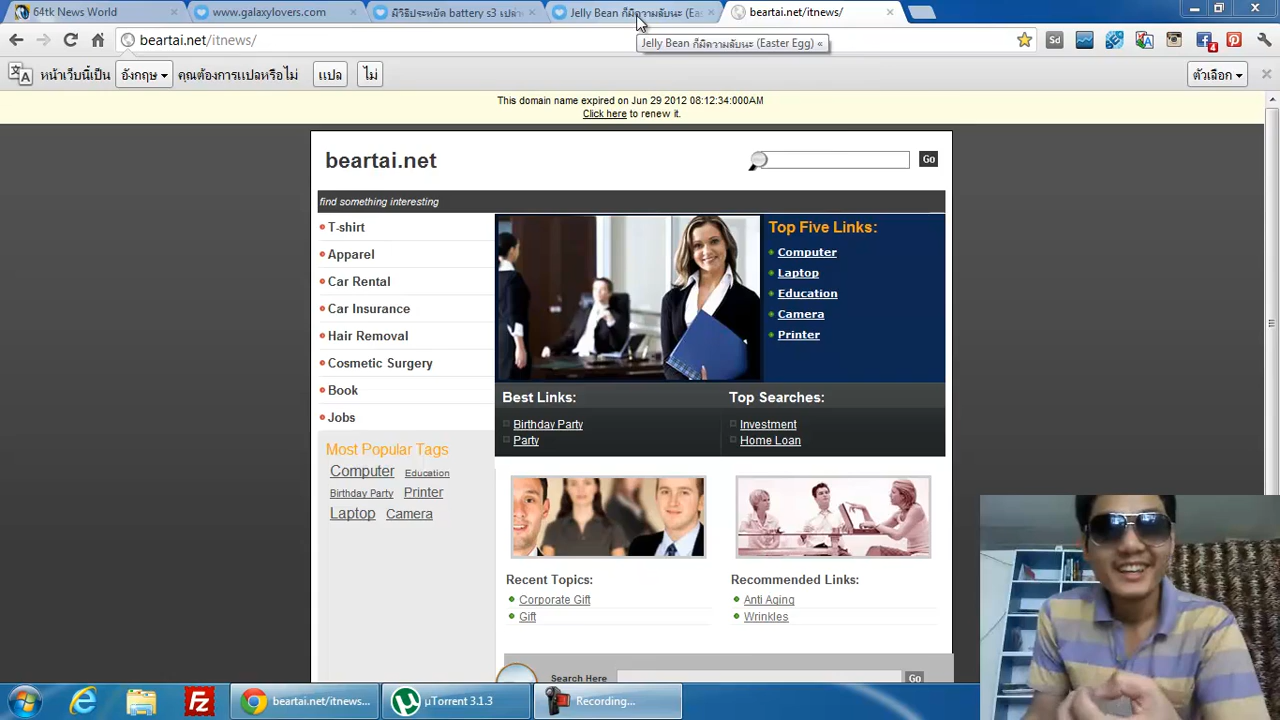 64tk News World
www.galaxylovers.com
มีวิธีประหยัด battery s3 เปล่า
Jelly Bean ก็มีความลับนะ (Eas
beartai.net/itnews/
beartai.net/itnews/
Jelly Bean ก็มีความลับนะ (Easter Egg) «
Sd
4
หน้าเว็บนี้เป็น อังกฤษ คุณต้องการแปลหรือไม่ แปล ไม่ ตัวเลือก
This domain name expired on Jun 29 2012 08:12:34:000AM
Click here to renew it.
beartai.net
Go
find something interesting
T-shirt
Apparel
Car Rental
Car Insurance
Hair Removal
Cosmetic Surgery
Book
Jobs
Most Popular Tags
Computer Education
Birthday Party Printer
Laptop Camera
Top Five Links:
Computer
Laptop
Education
Camera
Printer
Best Links:
Birthday Party
Party
Top Searches:
Investment
Home Loan
Recent Topics:
Corporate Gift
Gift
Recommended Links:
Anti Aging
Wrinkles
Search Here
Go
beartai.net/itnews...
µTorrent 3.1.3
Recording...